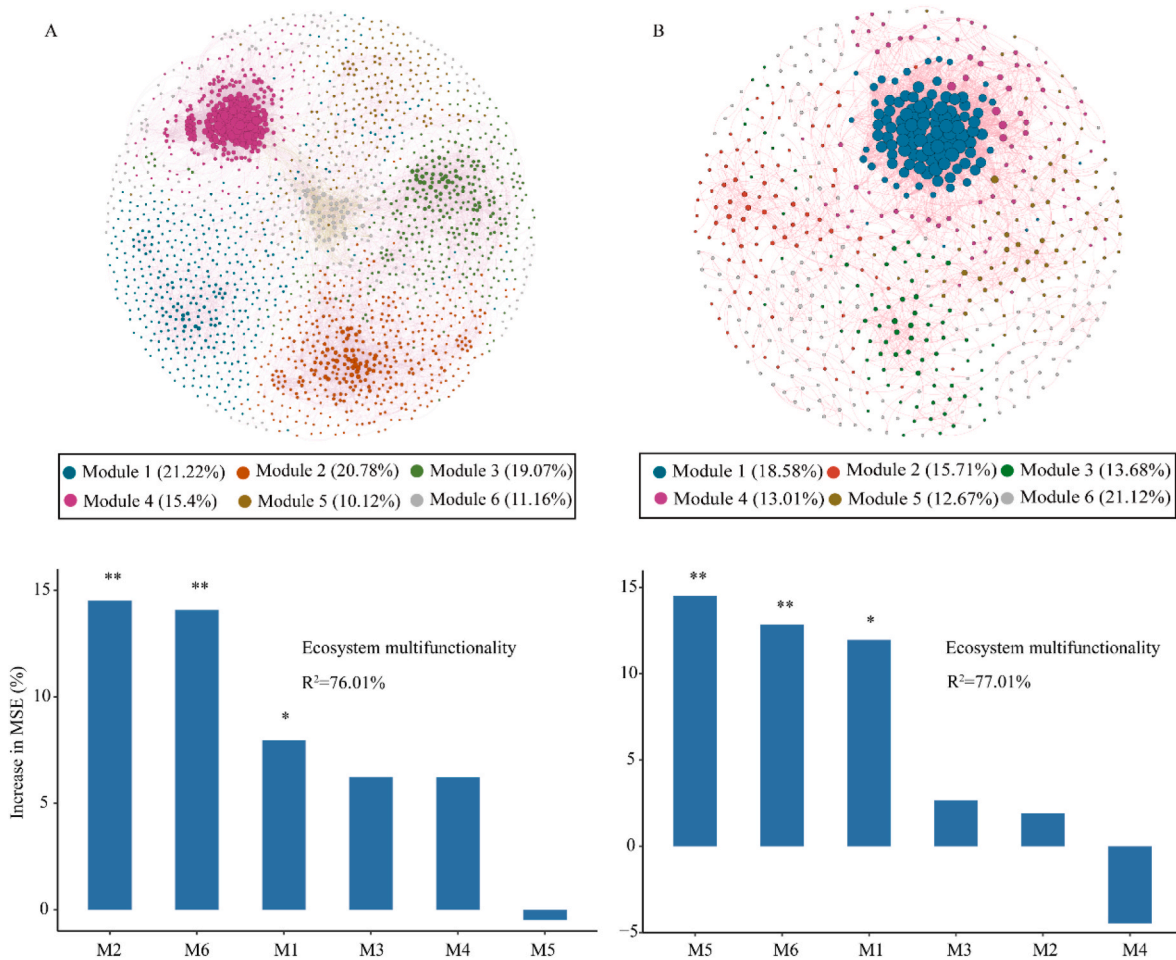 A
B
Module 1 (21.22%) Module 2 (20.78%) Module 3 (19.07%)
Module 4 (15.4%) Module 5 (10.12%) Module 6 (11.16%)
Module 1 (18.58%) Module 2 (15.71%) Module 3 (13.68%)
Module 4 (13.01%) Module 5 (12.67%) Module 6 (21.12%)
Increase in MSE (%)
15
10
5
0
** ** *
Ecosystem multifunctionality
R²=76.01%
M2 M6 M1 M3 M4 M5
15
10
5
0
−5
** ** *
Ecosystem multifunctionality
R²=77.01%
M5 M6 M1 M3 M2 M4